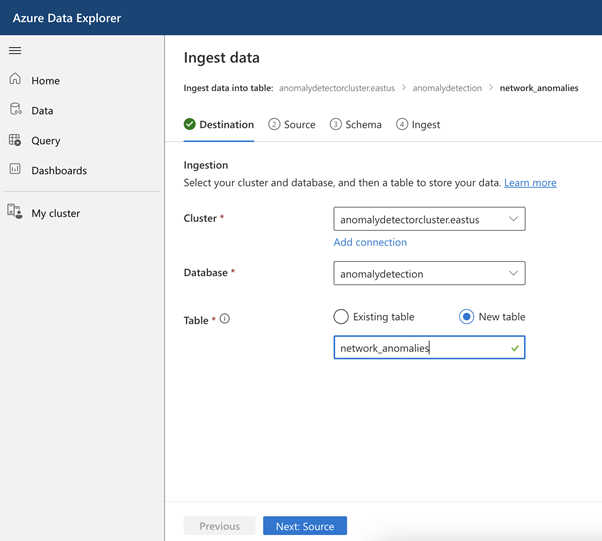 Azure Data Explorer
Home
Data
Query
Dashboards
My cluster
Ingest data
Ingest data into table: anomalydetectorcluster.eastus > anomalydetection > network_anomalies
Destination 2 Source 3 Schema 4 Ingest
Ingestion
Select your cluster and database, and then a table to store your data. Learn more
Cluster * anomalydetectorcluster.eastus
Add connection
Database * anomalydetection
Table * Existing table New table
network_anomalies
Previous Next: Source